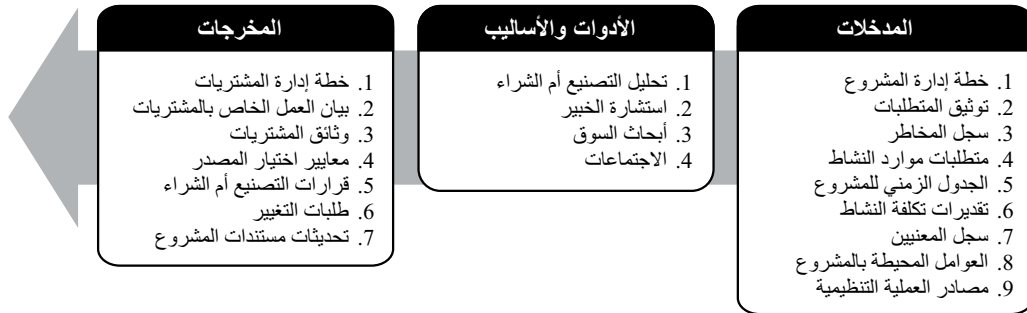 المدخلات
1. خطة إدارة المشروع
2. توثيق المتطلبات
3. سجل المخاطر
4. متطلبات موارد النشاط
5. الجدول الزمني للمشروع
6. تقديرات تكلفة النشاط
7. سجل المعنيين
8. العوامل المحيطة بالمشروع
9. مصادر العملية التنظيمية
الأدوات والأساليب
1. تحليل التصنيع أم الشراء
2. استشارة الخبير
3. أبحاث السوق
4. الاجتماعات
المخرجات
1. خطة إدارة المشتريات
2. بيان العمل الخاص بالمشتريات
3. وثائق المشتريات
4. معايير اختيار المصدر
5. قرارات التصنيع أم الشراء
6. طلبات التغيير
7. تحديثات مستندات المشروع